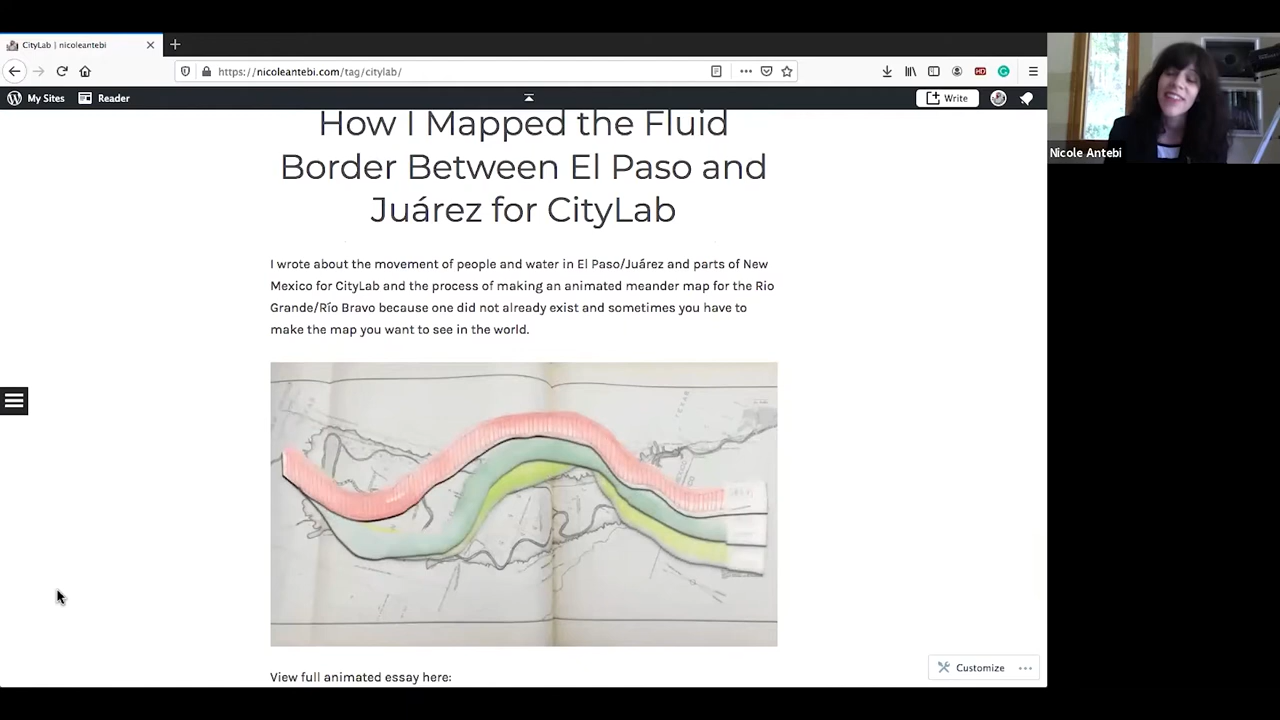 CityLab | nicoleantebi
https://nicoleantebi.com/tag/citylab/
My Sites
Reader
Write
Nicole Antebi
How I Mapped the Fluid
Border Between El Paso and
Juárez for CityLab
I wrote about the movement of people and water in El Paso/Juárez and parts of New
Mexico for CityLab and the process of making an animated meander map for the Rio
Grande/Río Bravo because one did not already exist and sometimes you have to
make the map you want to see in the world.
TEXAS
View full animated essay here:
Customize